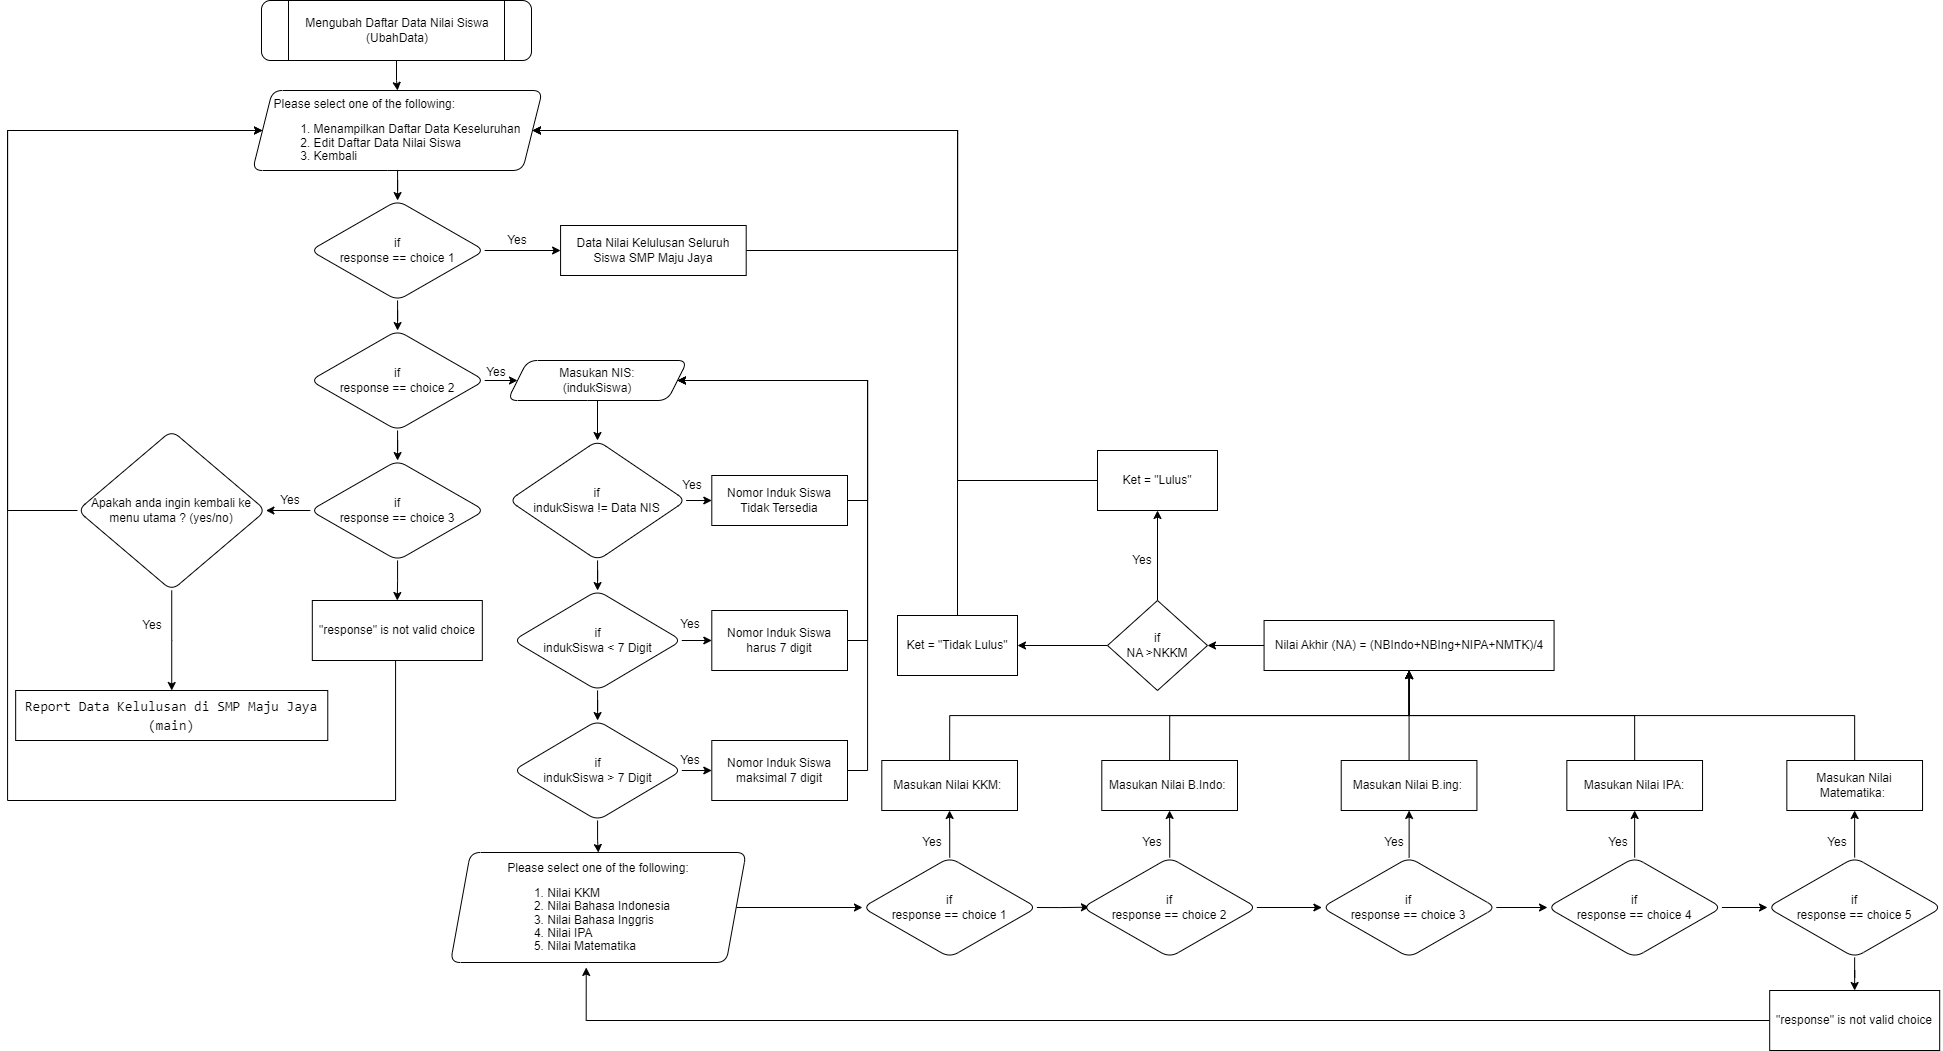 Mengubah Daftar Data Nilai Siswa
(UbahData)
Please select one of the following:
1. Menampilkan Daftar Data Keseluruhan
2. Edit Daftar Data Nilai Siswa
3. Kembali
if
response == choice 1
Yes
Data Nilai Kelulusan Seluruh
Siswa SMP Maju Jaya
if
response == choice 2
Yes
Masukan NIS:
(indukSiswa)
Apakah anda ingin kembali ke
menu utama ? (yes/no)
Yes
if
response == choice 3
if
indukSiswa != Data NIS
Yes
Nomor Induk Siswa
Tidak Tersedia
Ket = "Lulus"
Yes
Yes
Report Data Kelulusan di SMP Maju Jaya
(main)
"response" is not valid choice
if
indukSiswa < 7 Digit
Yes
Nomor Induk Siswa
harus 7 digit
Ket = "Tidak Lulus"
if
NA >NKKM
Nilai Akhir (NA) = (NBIndo+NBIng+NIPA+NMTK)/4
if
indukSiswa > 7 Digit
Yes
Nomor Induk Siswa
maksimal 7 digit
Masukan Nilai KKM:
Masukan Nilai B.Indo:
Masukan Nilai B.ing:
Masukan Nilai IPA:
Masukan Nilai
Matematika:
Yes
Yes
Yes
Yes
Yes
Please select one of the following:
1. Nilai KKM
2. Nilai Bahasa Indonesia
3. Nilai Bahasa Inggris
4. Nilai IPA
5. Nilai Matematika
if
response == choice 1
if
response == choice 2
if
response == choice 3
if
response == choice 4
if
response == choice 5
"response" is not valid choice